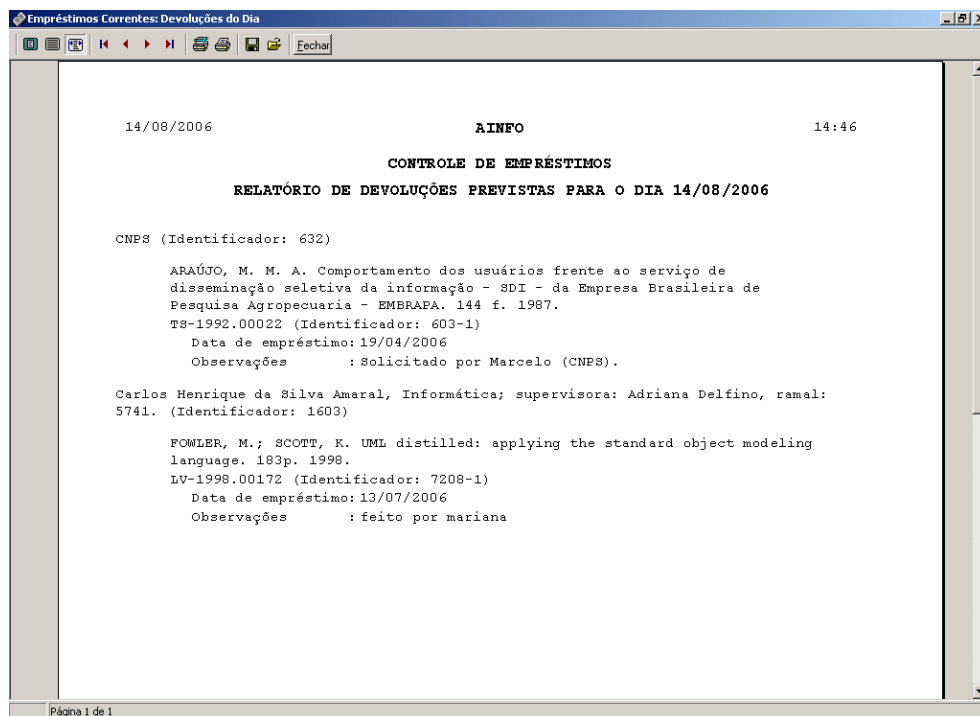 Empréstimos Correntes: Devoluções do Dia
Fechar
14/08/2006 AINFO 14:46
CONTROLE DE EMPRÉSTIMOS
RELATÓRIO DE DEVOLUÇÕES PREVISTAS PARA O DIA 14/08/2006
CNPS (Identificador: 632)
ARAÚJO, M. M. A. Comportamento dos usuários frente ao serviço de
disseminação seletiva da informação - SDI - da Empresa Brasileira de
Pesquisa Agropecuaria - EMBRAPA. 144 f. 1987.
TS-1992.00022 (Identificador: 603-1)
Data de empréstimo: 19/04/2006
Observações : Solicitado por Marcelo (CNPS).
Carlos Henrique da Silva Amaral, Informática; supervisora: Adriana Delfino, ramal:
5741. (Identificador: 1603)
FOWLER, M.; SCOTT, K. UML distilled: applying the standard object modeling
language. 183p. 1998.
LV-1998.00172 (Identificador: 7208-1)
Data de empréstimo: 13/07/2006
Observações : feito por mariana
Página 1 de 1